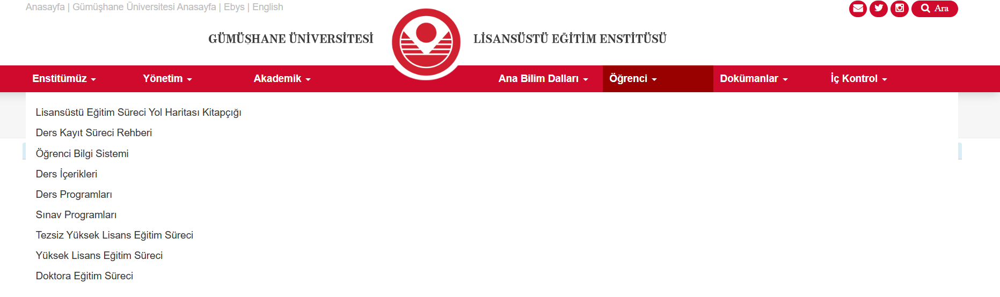 Anasayfa | Gümüşhane Üniversitesi Anasayfa | Ebys | English
Ara
GÜMÜŞHANE ÜNİVERSİTESİ LİSANSÜSTÜ EĞİTİM ENSTİTÜSÜ
Enstitümüz Yönetim Akademik Ana Bilim Dalları Öğrenci Dokümanlar İç Kontrol
Lisansüstü Eğitim Süreci Yol Haritası Kitapçığı
Ders Kayıt Süreci Rehberi
Öğrenci Bilgi Sistemi
Ders İçerikleri
Ders Programları
Sınav Programları
Tezsiz Yüksek Lisans Eğitim Süreci
Yüksek Lisans Eğitim Süreci
Doktora Eğitim Süreci